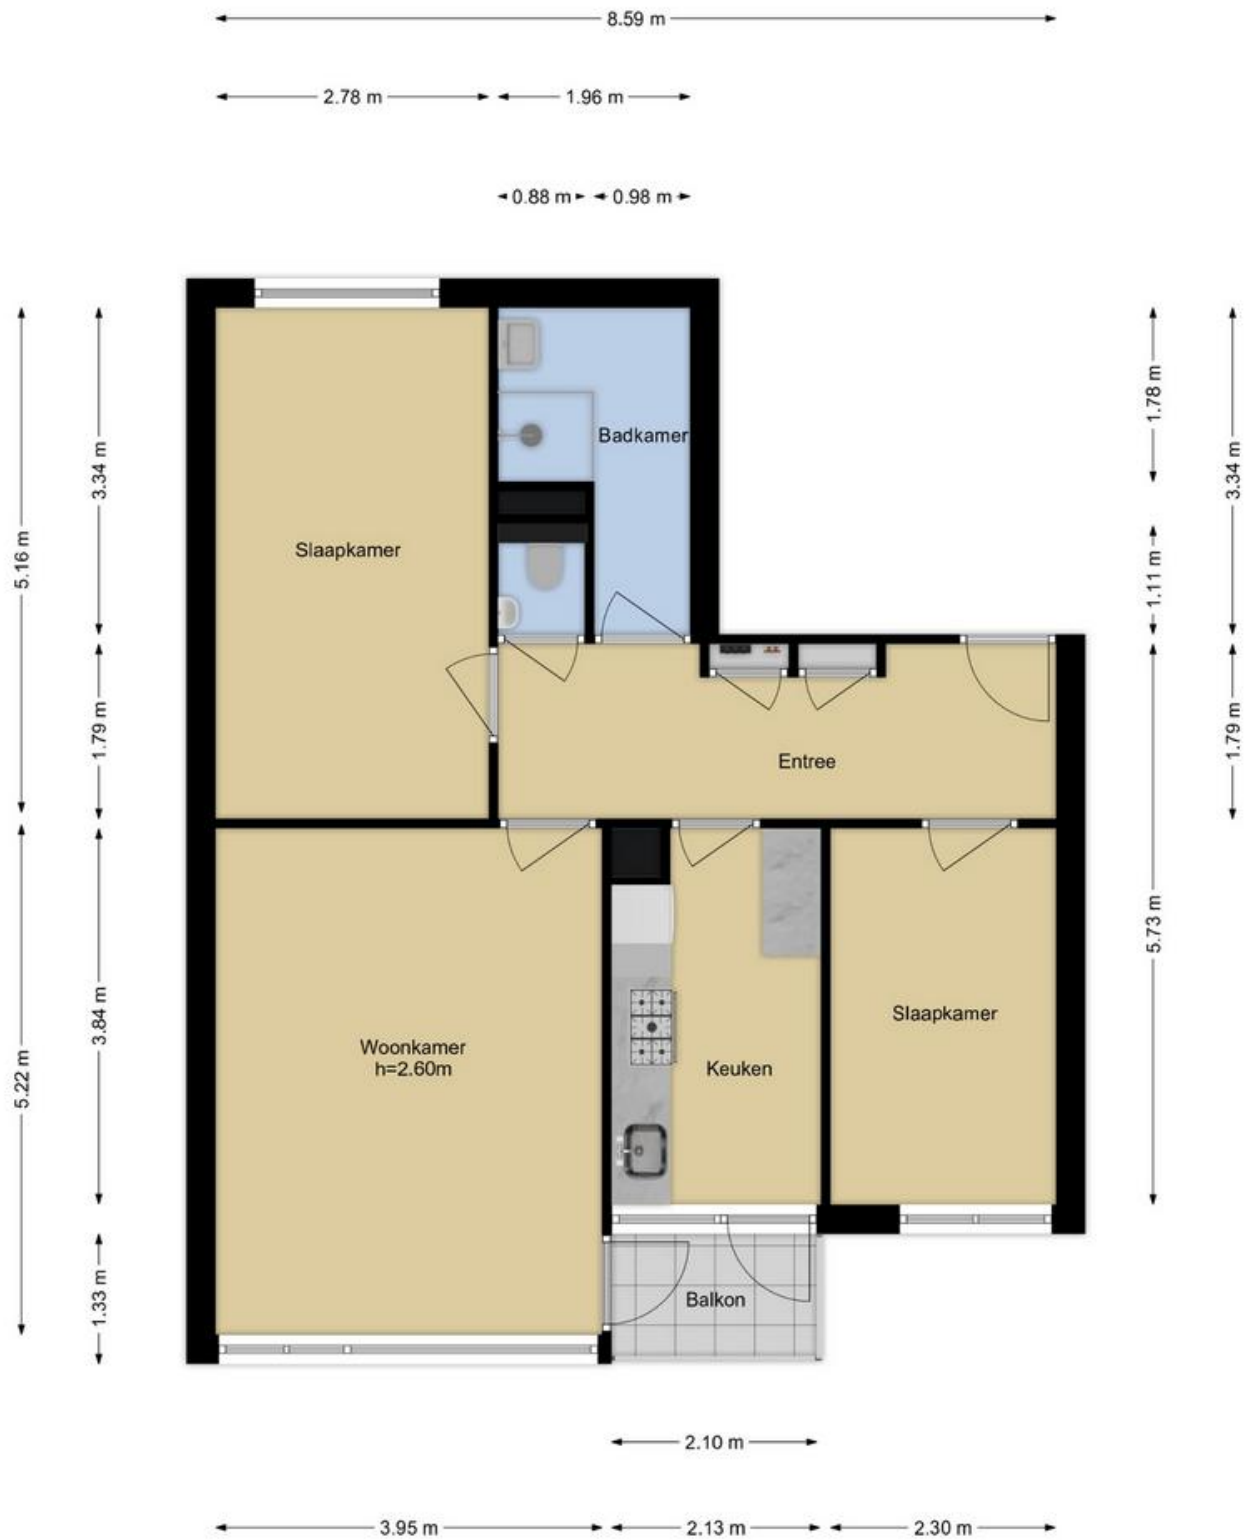 8.59 m
2.78 m
1.96 m
0.88 m
0.98 m
5.16 m
3.34 m
1.79 m
5.22 m
3.84 m
1.33 m
1.78 m
1.11 m
5.73 m
3.34 m
1.79 m
Badkamer
Slaapkamer
Entree
Woonkamer
h=2.60m
Keuken
Slaapkamer
Balkon
2.10 m
3.95 m
2.13 m
2.30 m